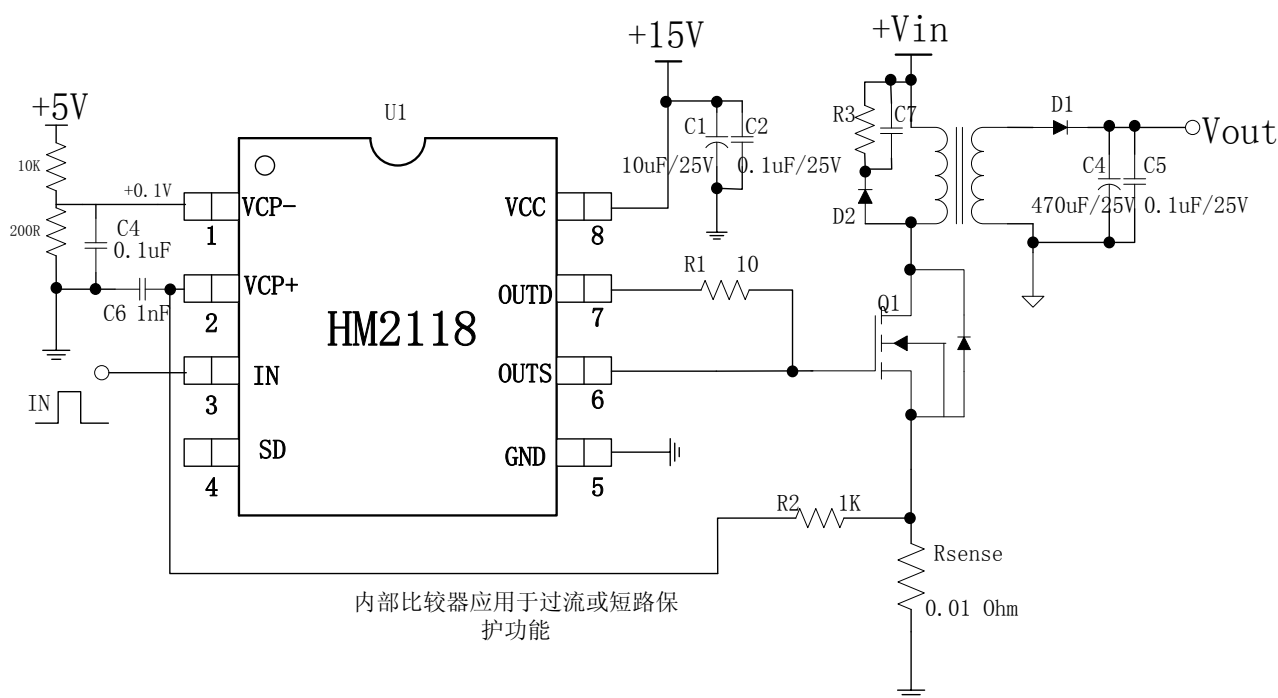 +15V
+Vin
+5V
U1
10K
+0.1V
200R
C4
0.1uF
C6 1nF
IN
VCP-
1
VCP+
2
IN
3
SD
4
HM2118
VCC
8
OUTD
7
OUTS
6
GND
5
C1
C2
10uF/25V
0.1uF/25V
R3
C7
D2
D1
Vout
C4
C5
470uF/25V
0.1uF/25V
R1 10
Q1
R2 1K
Rsense
0.01 Ohm
内部比较器应用于过流或短路保
护功能